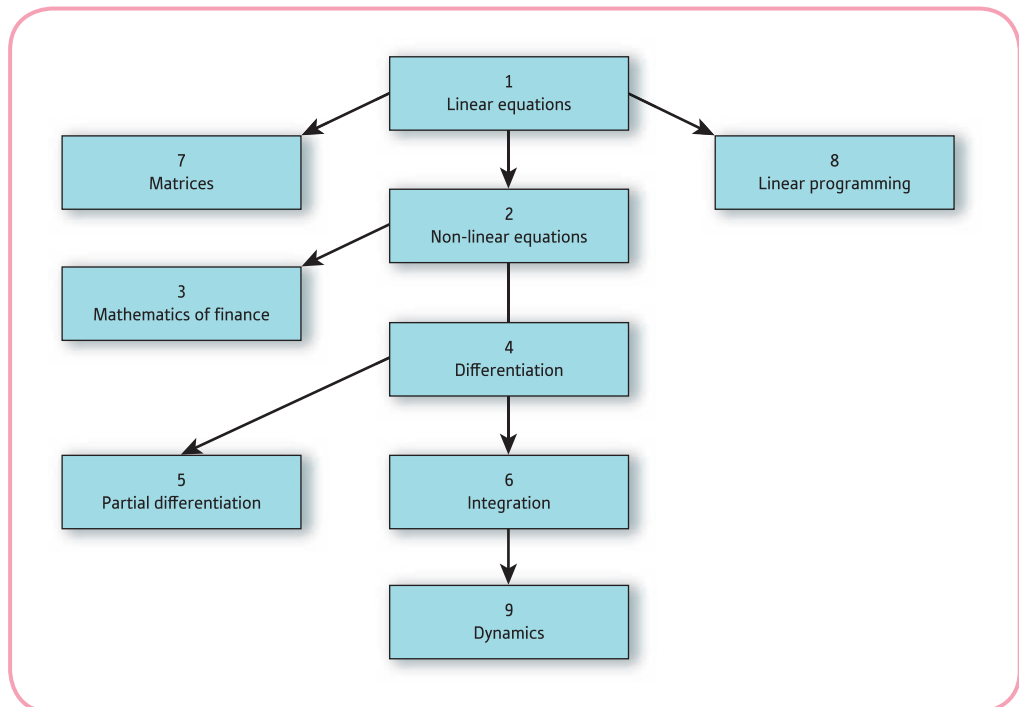 1
Linear equations
7
Matrices
8
Linear programming
2
Non-linear equations
3
Mathematics of finance
4
Differentiation
5
Partial differentiation
6
Integration
9
Dynamics